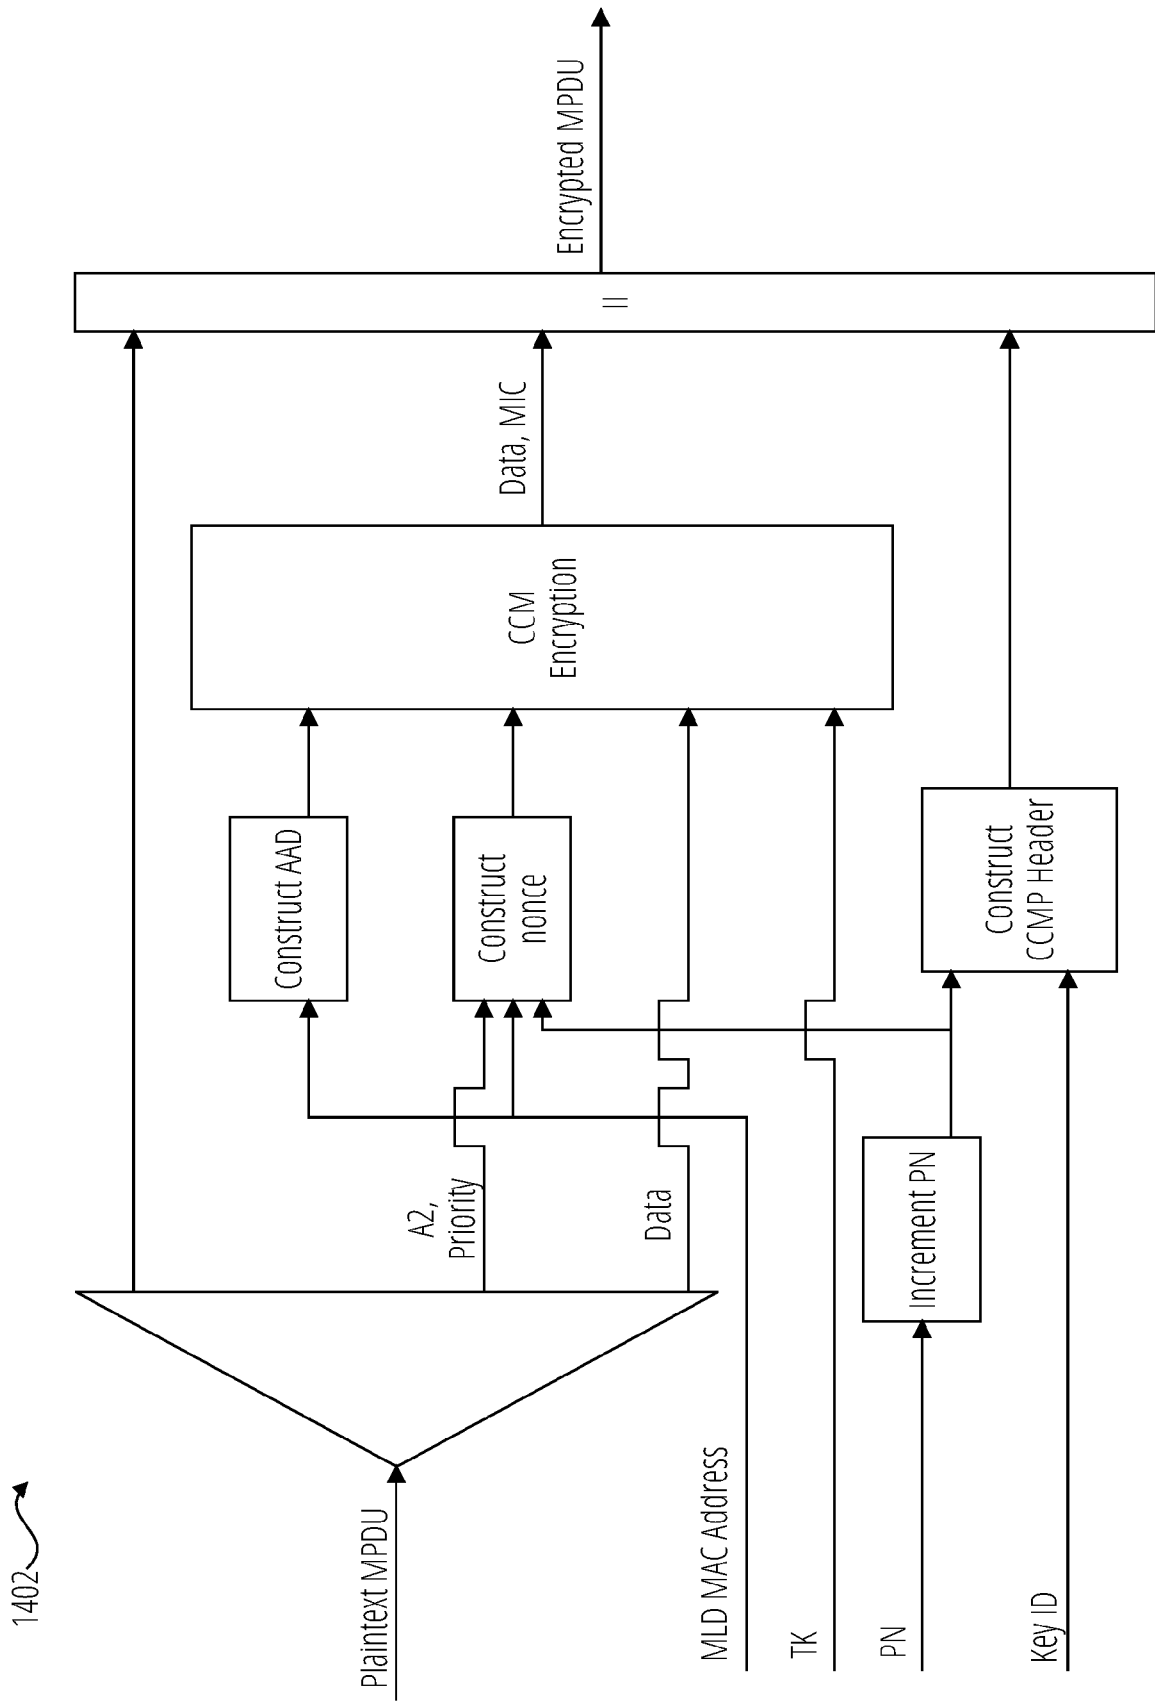 1402
Plaintext MPDU
MLD MAC Address
TK
PN
Key ID
A2,
Priority
Data
Increment PN
Construct AAD
Construct
nonce
Construct
CCMP Header
CCM
Encryption
Data, MIC
||
Encrypted MPDU